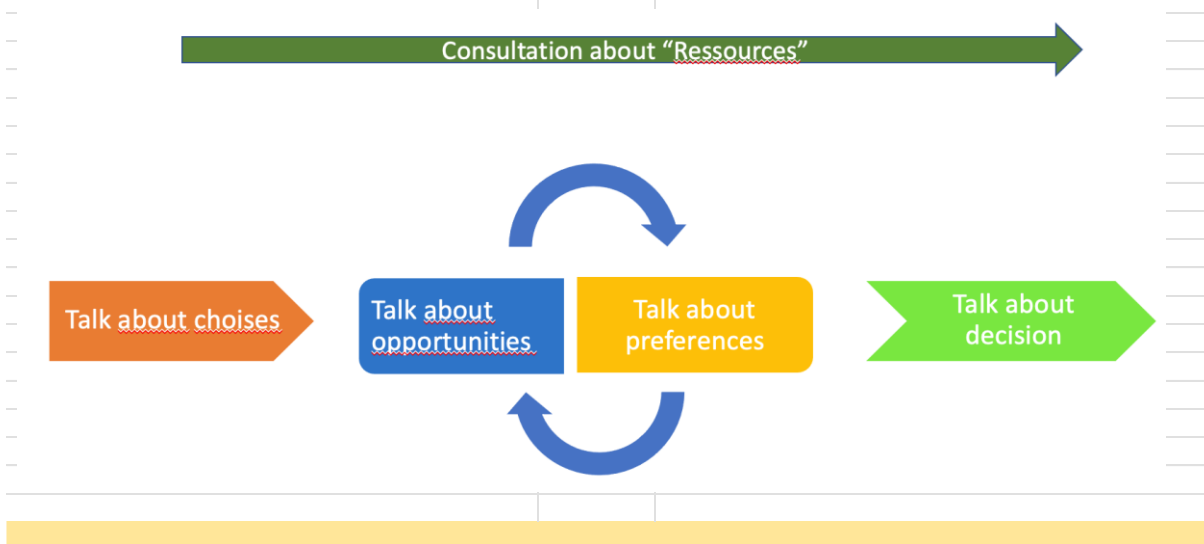 Consultation about “Ressources”
Talk about choises
Talk about
opportunities
Talk about
preferences
Talk about
decision